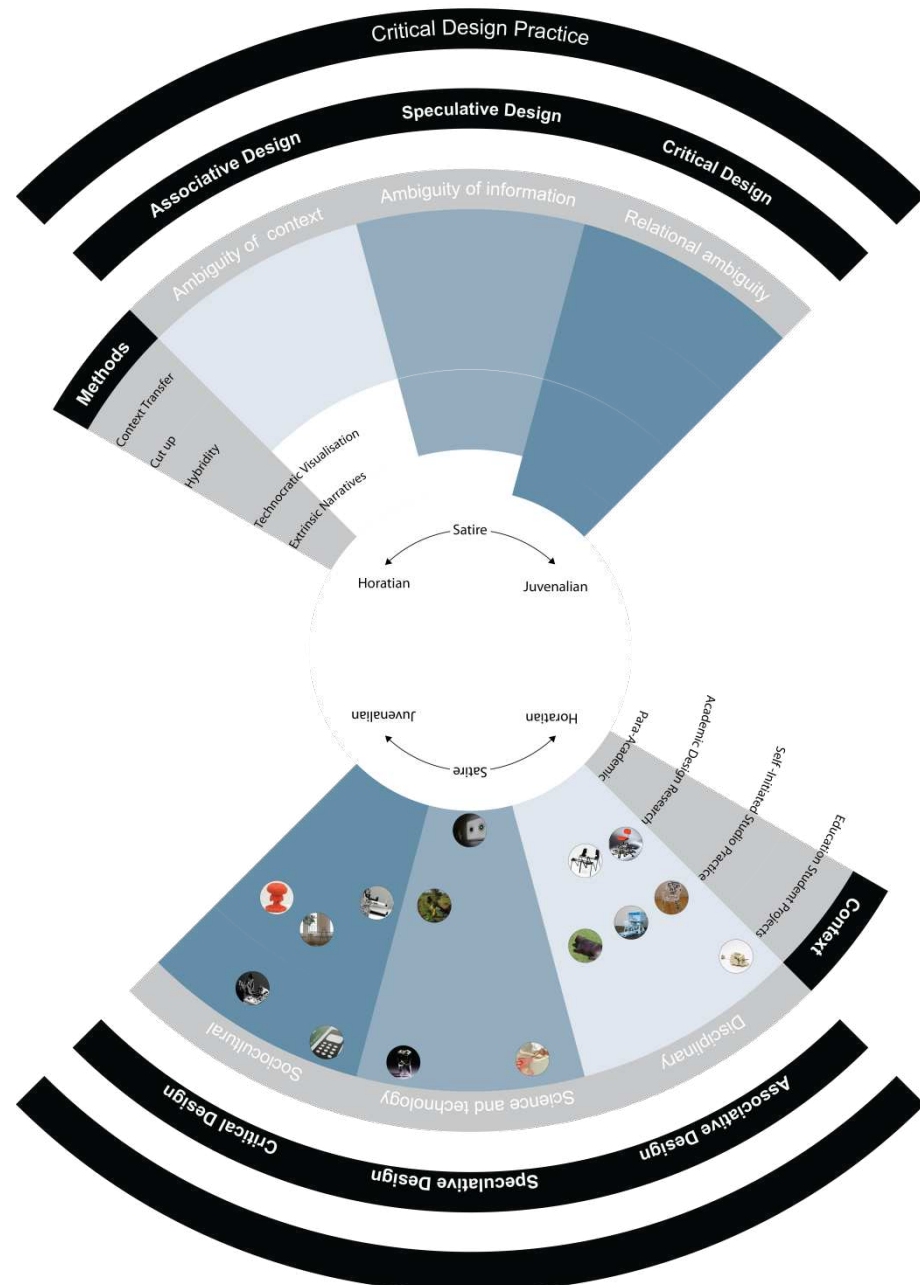 Critical Design Practice
Associative Design
Speculative Design
Critical Design
Ambiguity of context
Ambiguity of information
Relational ambiguity
Methods
Context Transfer
Cut up
Hybridity
Technocratic Visualisation
Extrinsic Narratives
Satire
Horatian
Juvenalian
Juvenalian
Horatian
Satire
Para-Academic
Academic Design Research
Self-Initiated Studio Practice
Education Student Projects
Context
Disciplinary
Science and technology
Sociocultural
Associative Design
Speculative Design
Critical Design